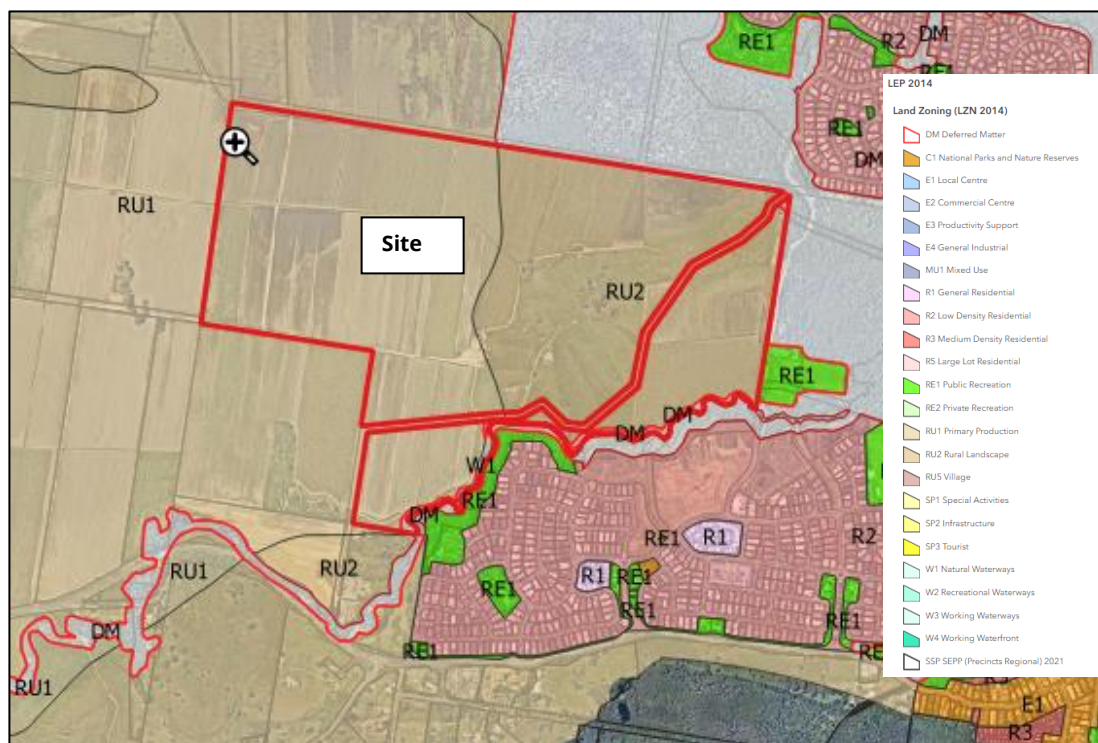 RE1
R2
DM
RE1
RE1
DM
RU1
Site
RU2
RE1
DM
DM
W1
RE1
DM
RE1
R1
R2
RU1
RU2
R1
RE1
RE1
RE1
RE1
DM
RE1
RE
RU1
E1
R3
LEP 2014
Land Zoning (LZN 2014)
DM Deferred Matter
C1 National Parks and Nature Reserves
E1 Local Centre
E2 Commercial Centre
E3 Productivity Support
E4 General Industrial
MU1 Mixed Use
R1 General Residential
R2 Low Density Residential
R3 Medium Density Residential
R5 Large Lot Residential
RE1 Public Recreation
RE2 Private Recreation
RU1 Primary Production
RU2 Rural Landscape
RU5 Village
SP1 Special Activities
SP2 Infrastructure
SP3 Tourist
W1 Natural Waterways
W2 Recreational Waterways
W3 Working Waterways
W4 Working Waterfront
SSP SEPP (Precincts Regional) 2021